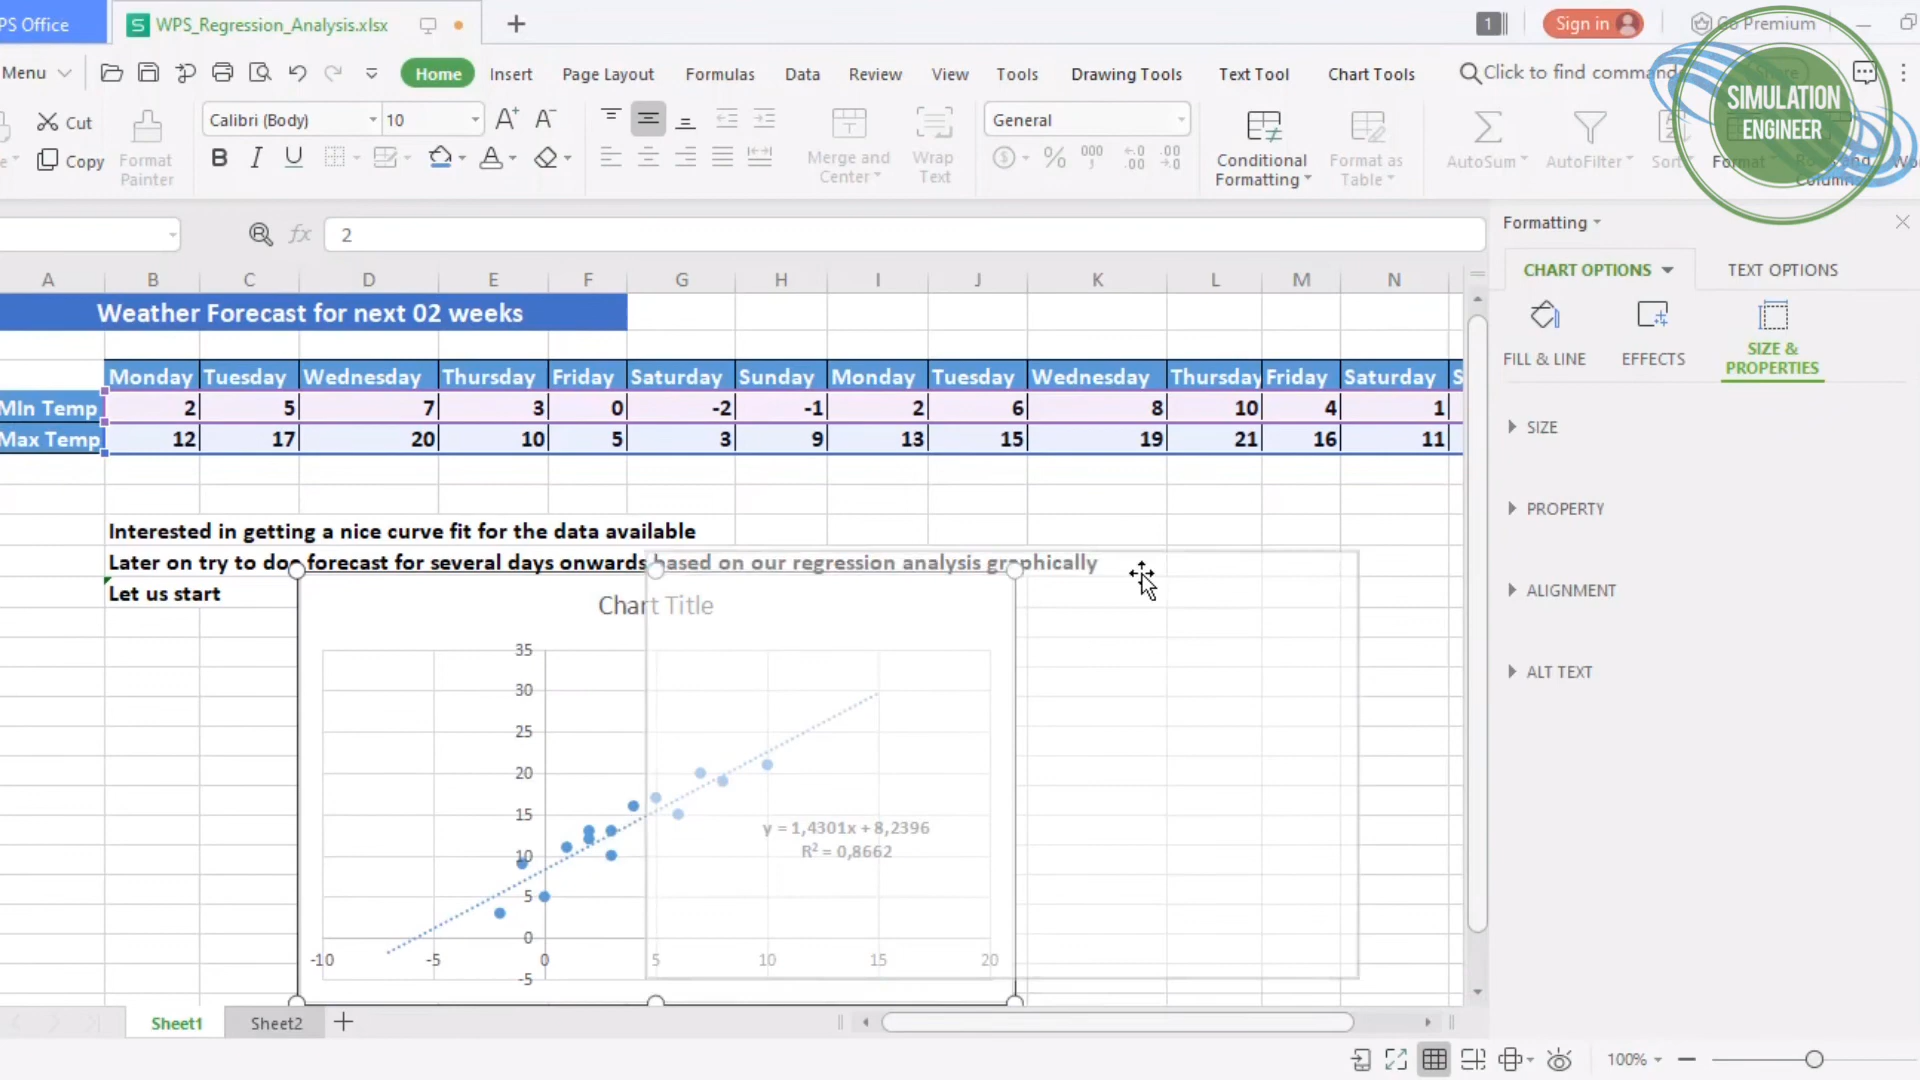 PS Office
WPS_Regression_Analysis.xlsx
1
Sign in
Go Premium
Menu
Home
Insert
Page Layout
Formulas
Data
Review
View
Tools
Drawing Tools
Text Tool
Chart Tools
Click to find command
SIMULATION
ENGINEER
Cut
Copy
Format
Painter
Calibri (Body)
10
Merge and
Center
Wrap
Text
General
Conditional
Formatting
Format as
Table
AutoSum
AutoFilter
Sort
Format
Columns
2
Formatting
CHART OPTIONS
TEXT OPTIONS
FILL & LINE
EFFECTS
SIZE &
PROPERTIES
SIZE
PROPERTY
ALIGNMENT
ALT TEXT
A B C D E F G H I J K L M N
Weather Forecast for next 02 weeks
Monday Tuesday Wednesday Thursday Friday Saturday Sunday Monday Tuesday Wednesday Thursday Friday Saturday S
MIn Temp 2 5 7 3 0 -2 -1 2 6 8 10 4 1
Max Temp 12 17 20 10 5 3 9 13 15 19 21 16 11
Interested in getting a nice curve fit for the data available
Later on try to doe forecast for several days onwards based on our regression analysis graphically
Let us start
Chart Title
35
30
25
20
15
10
5
0
-5
-10 -5 0 5 10 15 20
y = 1,4301x + 8,2396
R² = 0,8662
Sheet1
Sheet2
100%